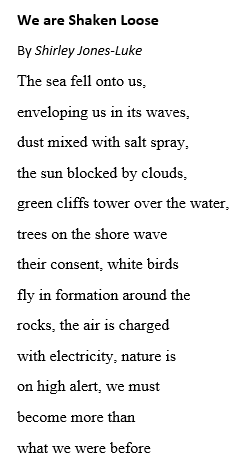 We are Shaken Loose
By Shirley Jones-Luke
The sea fell onto us,
enveloping us in its waves,
dust mixed with salt spray,
the sun blocked by clouds,
green cliffs tower over the water,
trees on the shore wave
their consent, white birds
fly in formation around the
rocks, the air is charged
with electricity, nature is
on high alert, we must
become more than
what we were before